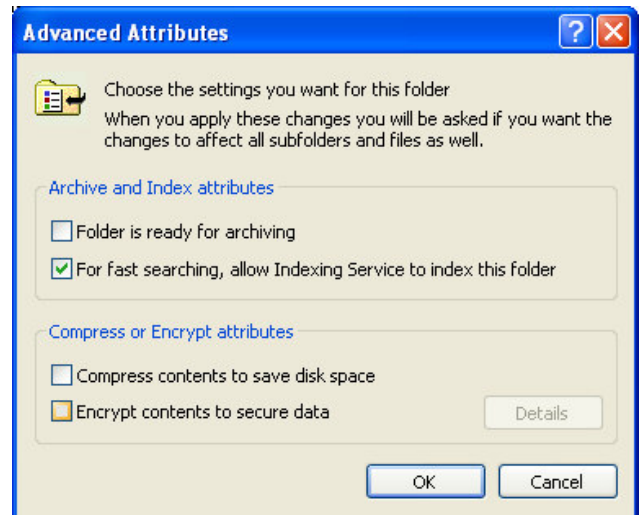 Advanced Attributes
Choose the settings you want for this folder
When you apply these changes you will be asked if you want the
changes to affect all subfolders and files as well.
Archive and Index attributes
Folder is ready for archiving
For fast searching, allow Indexing Service to index this folder
Compress or Encrypt attributes
Compress contents to save disk space
Encrypt contents to secure data
Details
OK
Cancel